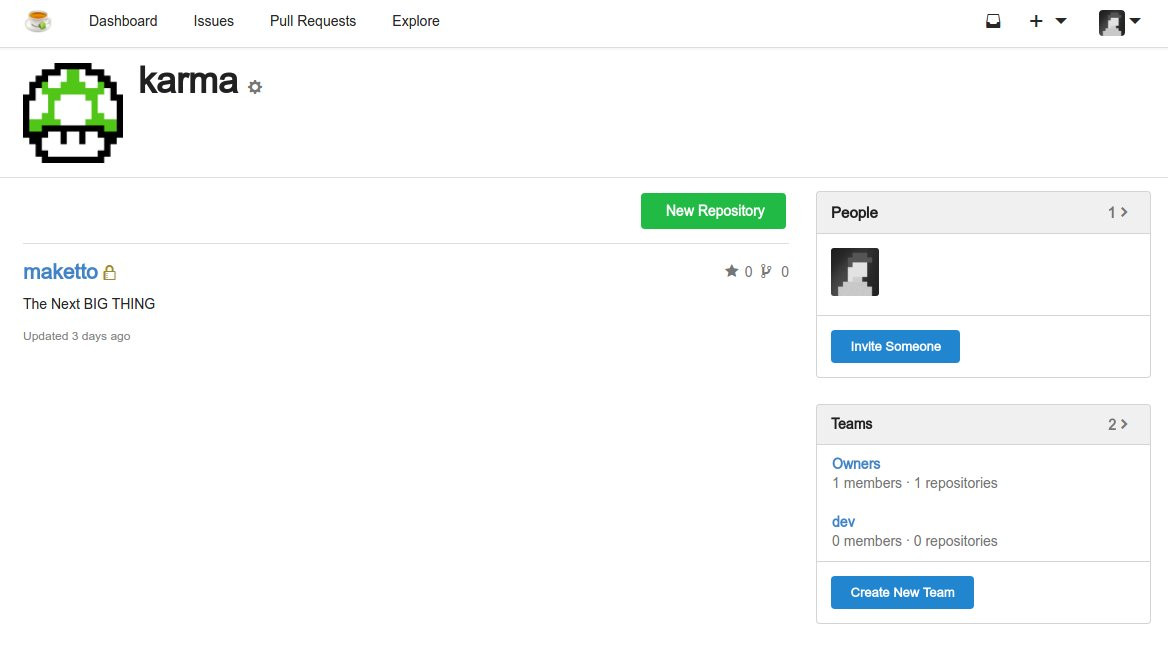 Dashboard Issues Pull Requests Explore
karma
New Repository
maketto 0 0
The Next BIG THING
Updated 3 days ago
People 1
Invite Someone
Teams 2
Owners
1 members · 1 repositories
dev
0 members · 0 repositories
Create New Team